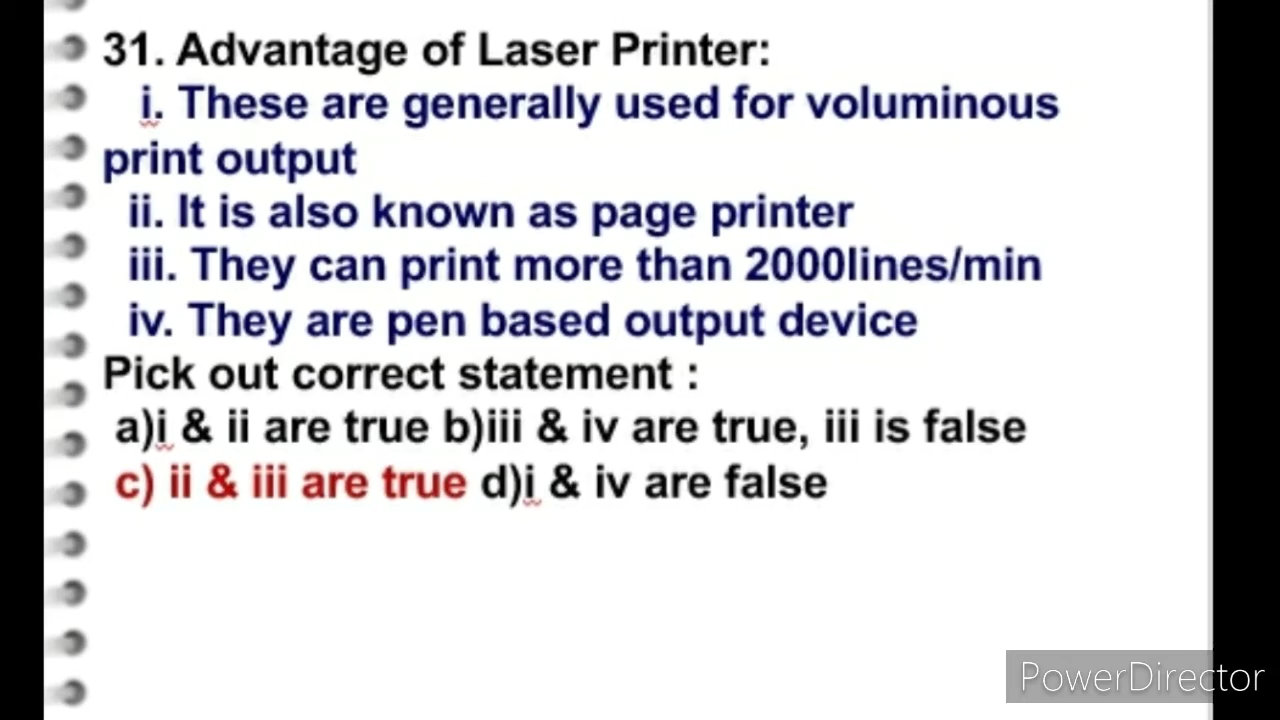 31. Advantage of Laser Printer:
i. These are generally used for voluminous
print output
ii. It is also known as page printer
iii. They can print more than 2000lines/min
iv. They are pen based output device
Pick out correct statement :
a)i & ii are true b)iii & iv are true, iii is false
c) ii & iii are true d)i & iv are false
PowerDirector